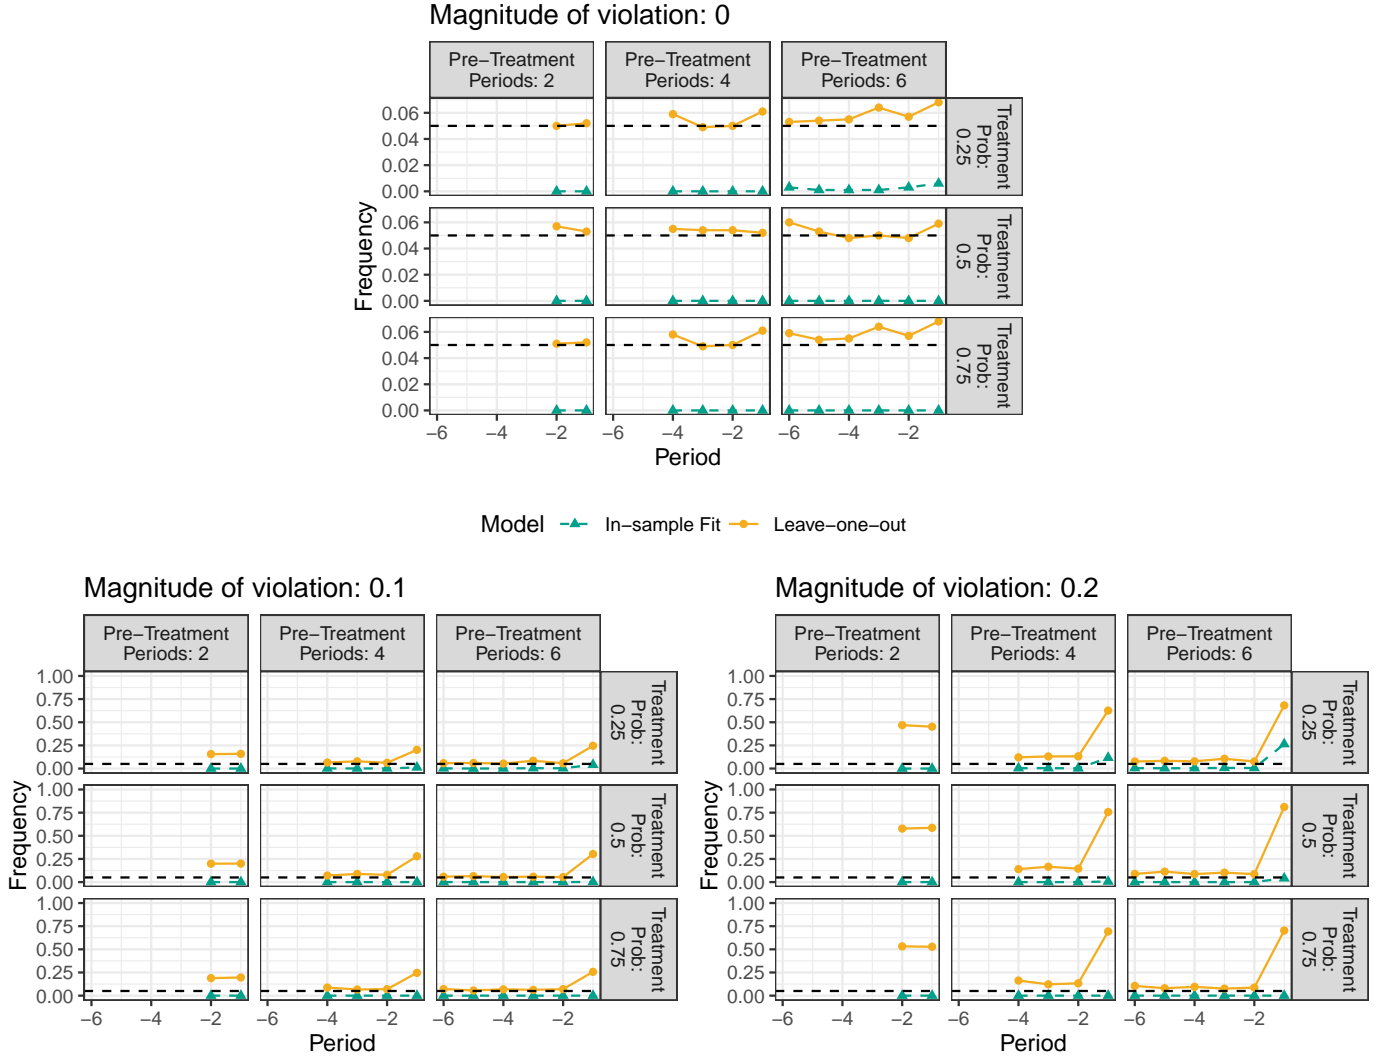 Magnitude of violation: 0
Pre−Treatment
Periods: 2
Pre−Treatment
Periods: 4
Pre−Treatment
Periods: 6
0.06
0.04
0.02
0.00
Treatment
Prob:
0.25
0.06
0.04
0.02
0.00
Treatment
Prob:
0.5
0.06
0.04
0.02
0.00
Treatment
Prob:
0.75
Frequency
−6 −4 −2
−6 −4 −2
−6 −4 −2
Period
Model In−sample Fit Leave−one−out
Magnitude of violation: 0.1
Pre−Treatment
Periods: 2
Pre−Treatment
Periods: 4
Pre−Treatment
Periods: 6
1.00
0.75
0.50
0.25
0.00
Treatment
Prob:
0.25
1.00
0.75
0.50
0.25
0.00
Treatment
Prob:
0.5
1.00
0.75
0.50
0.25
0.00
Treatment
Prob:
0.75
Frequency
−6 −4 −2
−6 −4 −2
−6 −4 −2
Period
Magnitude of violation: 0.2
Pre−Treatment
Periods: 2
Pre−Treatment
Periods: 4
Pre−Treatment
Periods: 6
1.00
0.75
0.50
0.25
0.00
Treatment
Prob:
0.25
1.00
0.75
0.50
0.25
0.00
Treatment
Prob:
0.5
1.00
0.75
0.50
0.25
0.00
Treatment
Prob:
0.75
Frequency
−6 −4 −2
−6 −4 −2
−6 −4 −2
Period